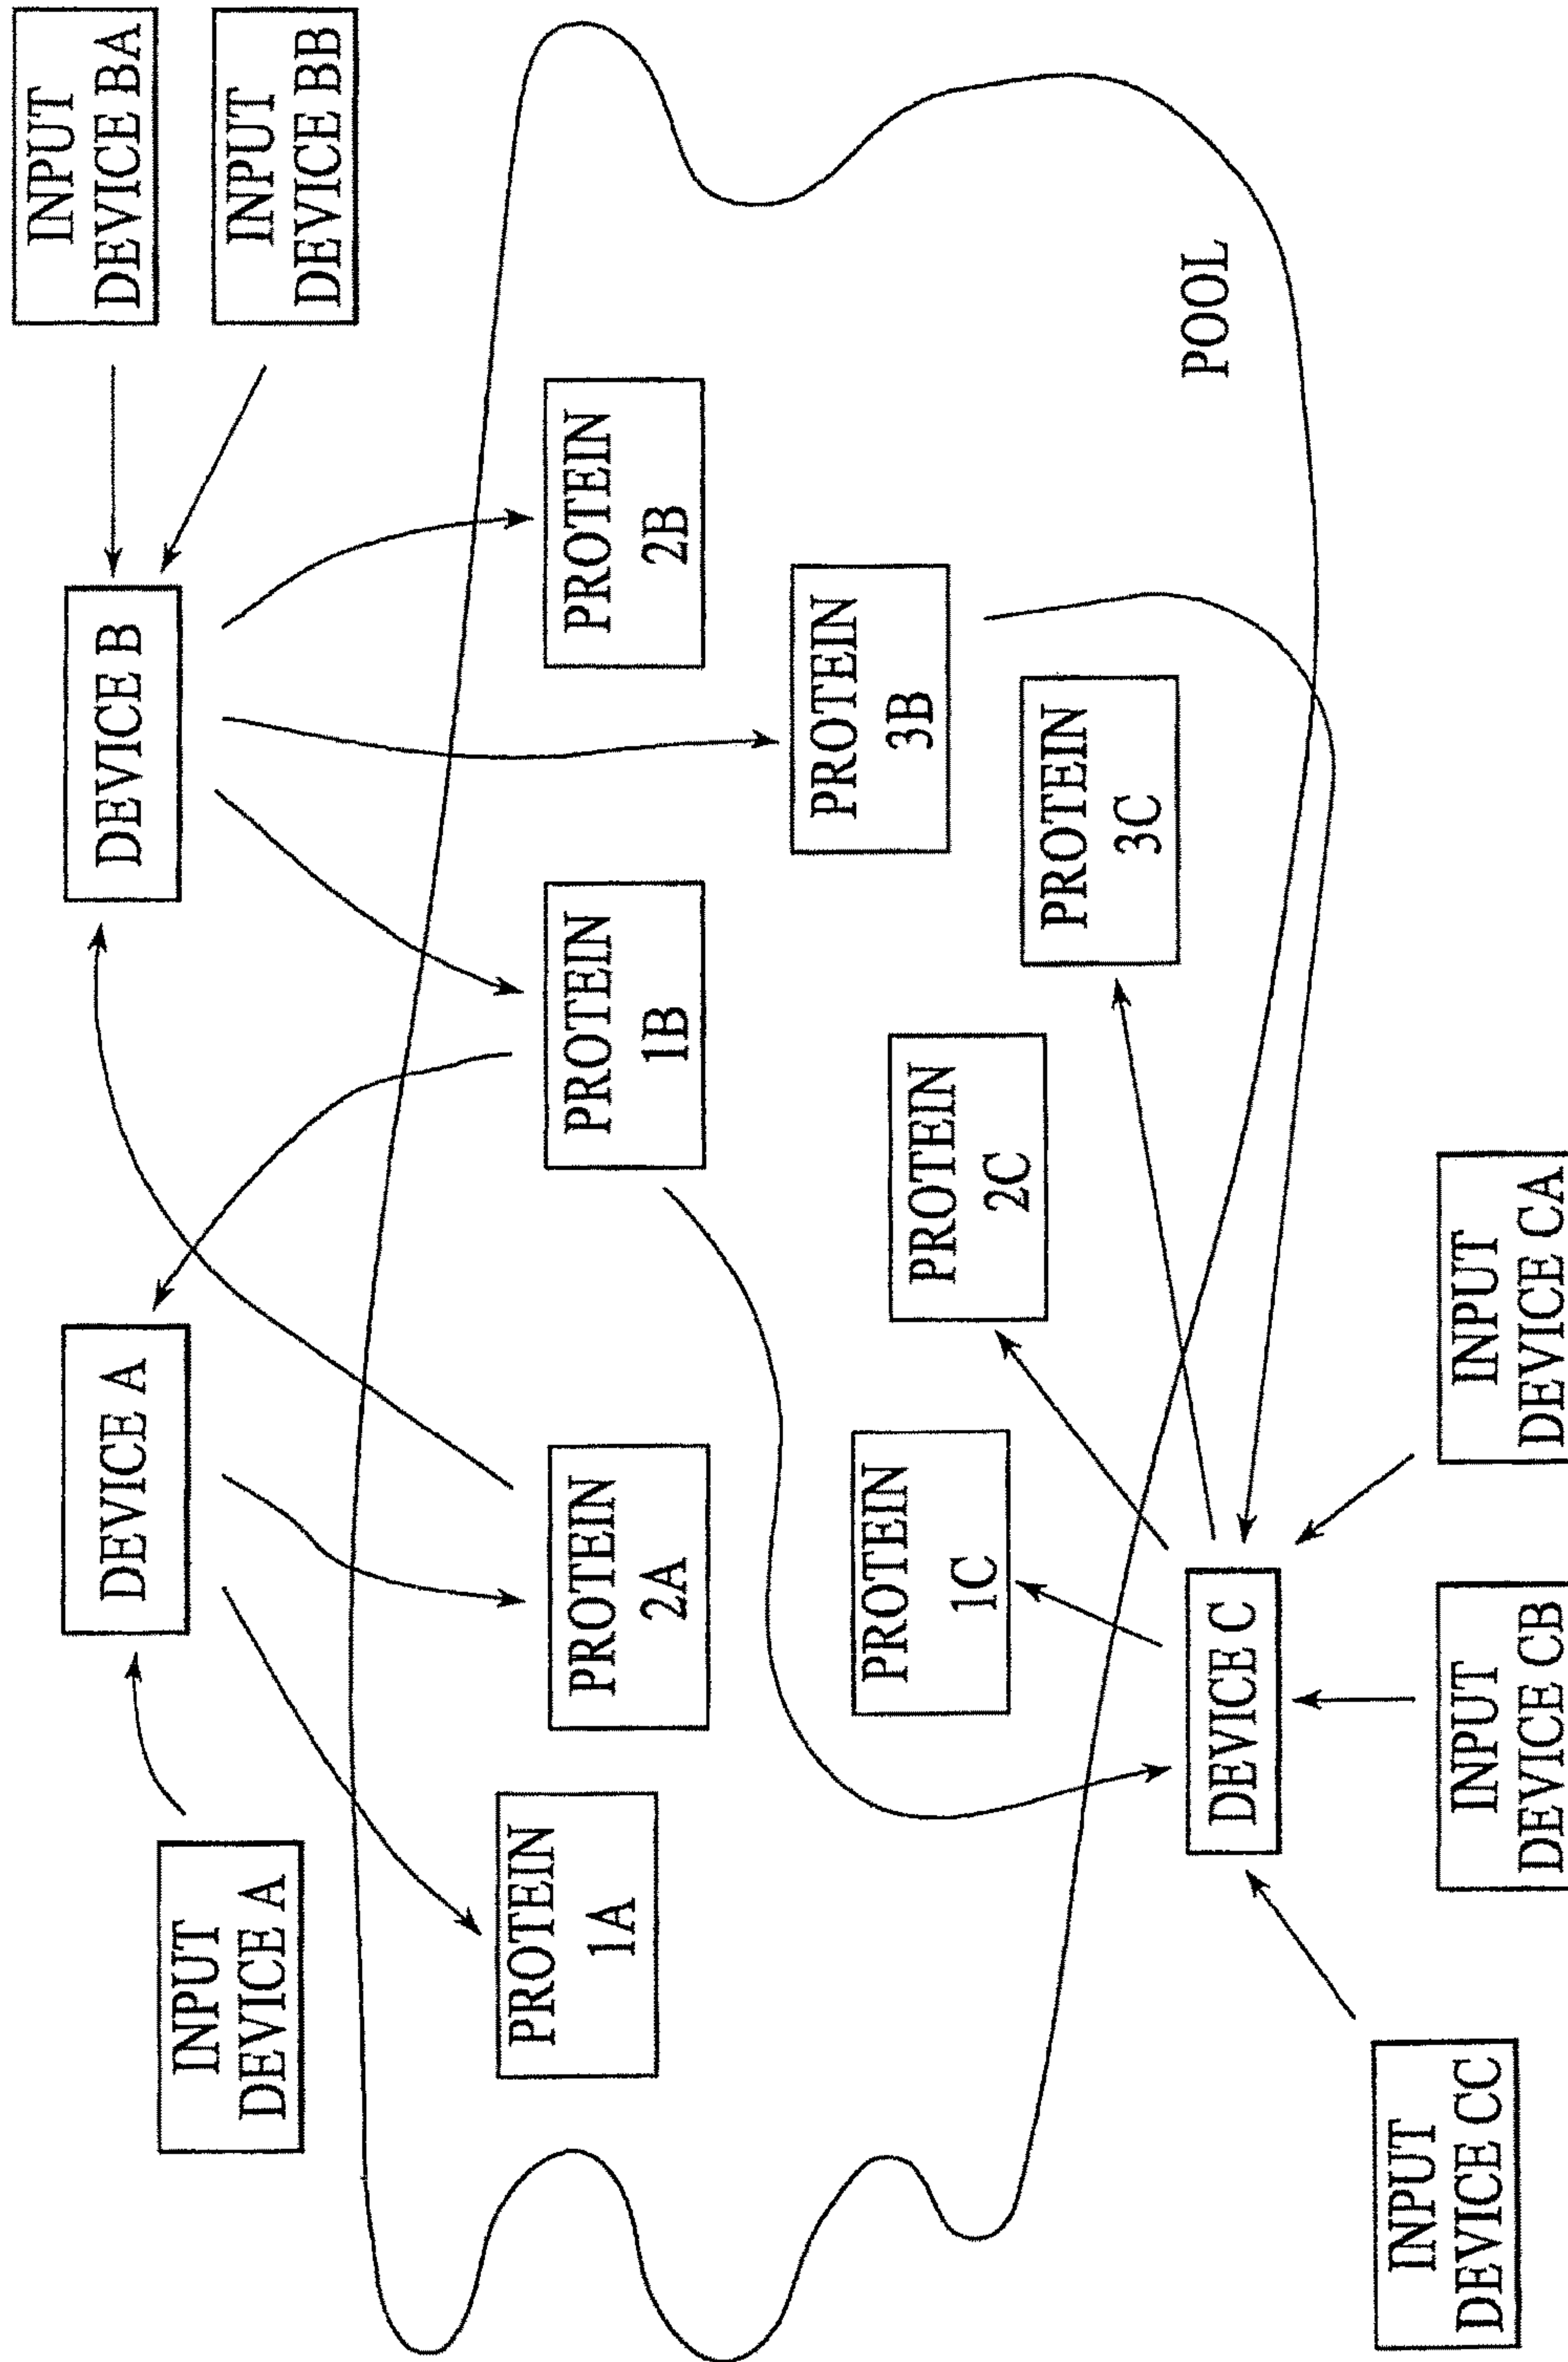 INPUT
DEVICE A
DEVICE A
DEVICE B
INPUT
DEVICE BA
INPUT
DEVICE BB
PROTEIN
1A
PROTEIN
2A
PROTEIN
1B
PROTEIN
2B
PROTEIN
3B
PROTEIN
1C
PROTEIN
2C
PROTEIN
3C
POOL
DEVICE C
INPUT
DEVICE CC
INPUT
DEVICE CB
INPUT
DEVICE CA